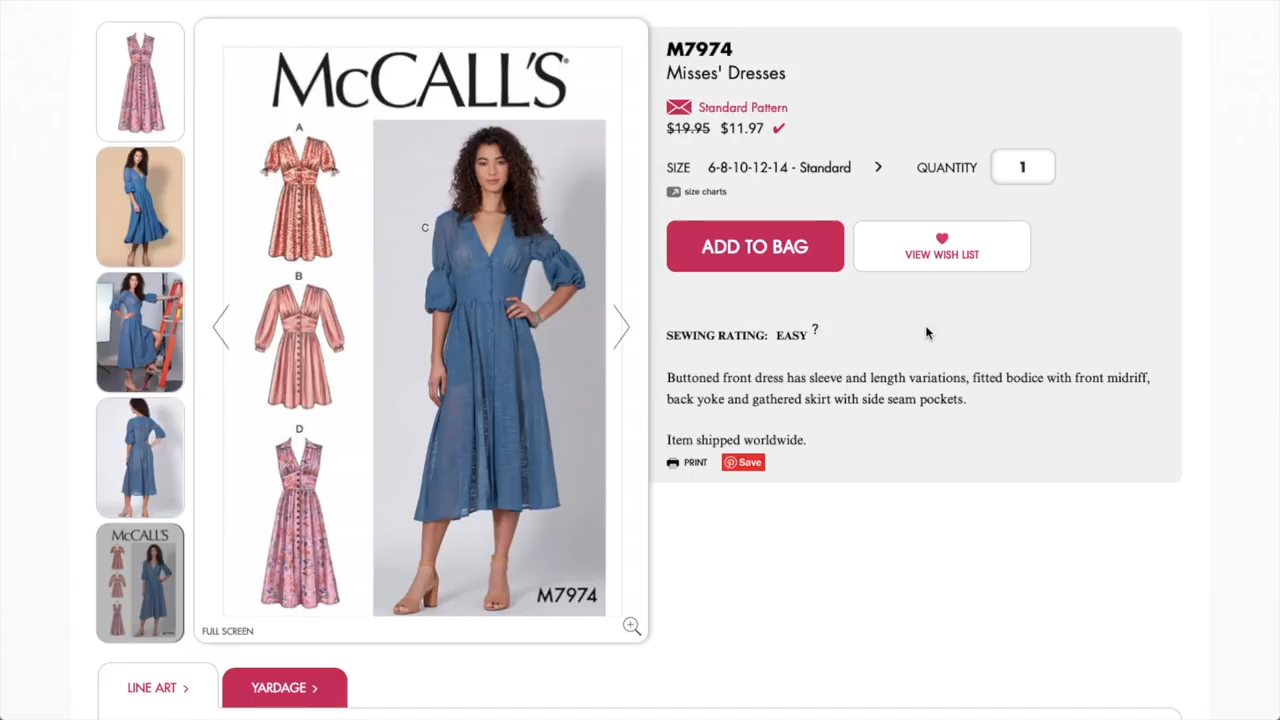 McCALL'S
A
B
C
D
M7974
FULL SCREEN
McCALL'S
M7974
Misses' Dresses
Standard Pattern
$19.95 $11.97
SIZE 6-8-10-12-14 - Standard > QUANTITY 1
size charts
ADD TO BAG
VIEW WISH LIST
SEWING RATING: EASY ?
Buttoned front dress has sleeve and length variations, fitted bodice with front midriff,
back yoke and gathered skirt with side seam pockets.
Item shipped worldwide.
PRINT Save
LINE ART > YARDAGE >